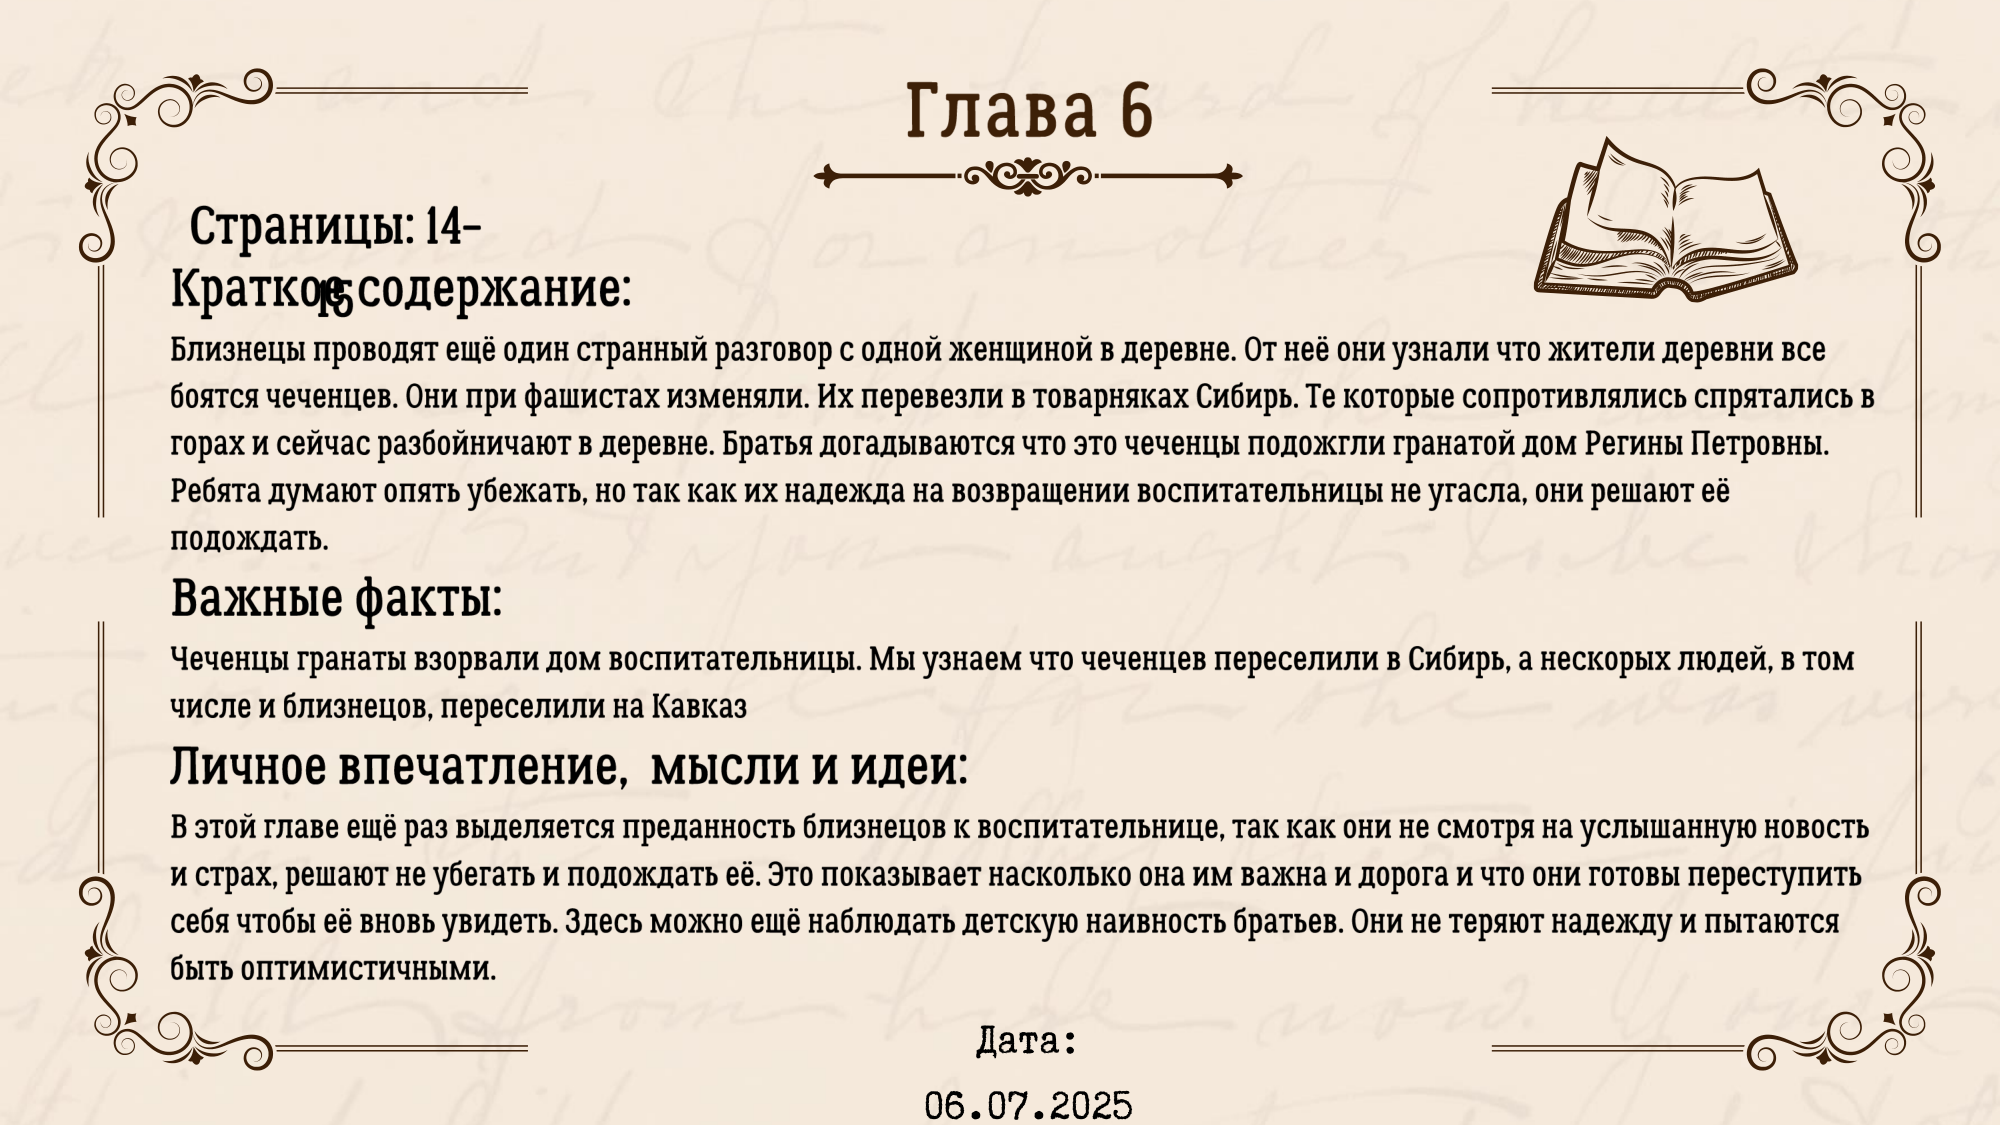 Глава 6
Страницы: 14-
15
Краткое содержание:
Близнецы проводят ещё один странный разговор с одной женщиной в деревне. От неё они узнали что жители деревни все
боятся чеченцев. Они при фашистах изменяли. Их перевезли в товарняках Сибирь. Те которые сопротивлялись спрятались в
горах и сейчас разбойничают в деревне. Братья догадываются что это чеченцы подожгли гранатой дом Регины Петровны.
Ребята думают опять убежать, но так как их надежда на возвращении воспитательницы не угасла, они решают её
подождать.
Важные факты:
Чеченцы гранаты взорвали дом воспитательницы. Мы узнаем что чеченцев переселили в Сибирь, а нескорых людей, в том
числе и близнецов, переселили на Кавказ
Личное впечатление, мысли и идеи:
В этой главе ещё раз выделяется преданность близнецов к воспитательнице, так как они не смотря на услышанную новость
и страх, решают не убегать и подождать её. Это показывает насколько она им важна и дорога и что они готовы переступить
себя чтобы её вновь увидеть. Здесь можно ещё наблюдать детскую наивность братьев. Они не теряют надежду и пытаются
быть оптимистичными.
Дата:
06.07.2025